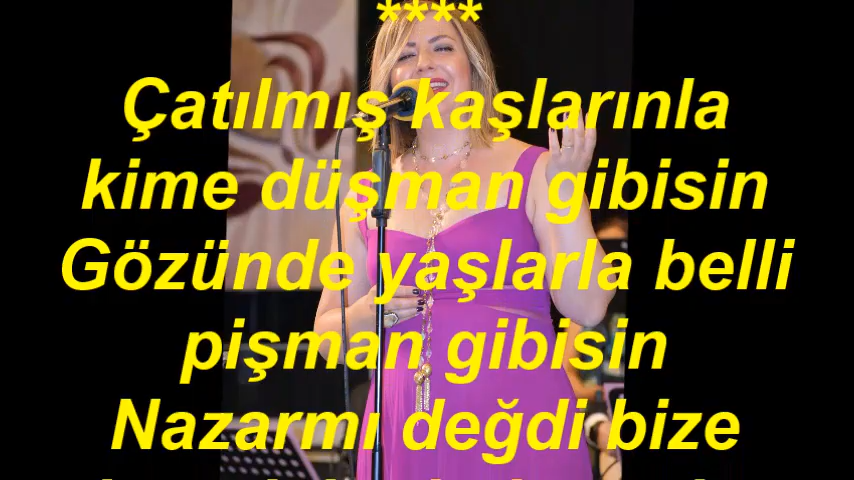 ****
Çatılmış kaşlarınla
kime düşman gibisin
Gözünde yaşlarla belli
pişman gibisin
Nazarmı değdi bize